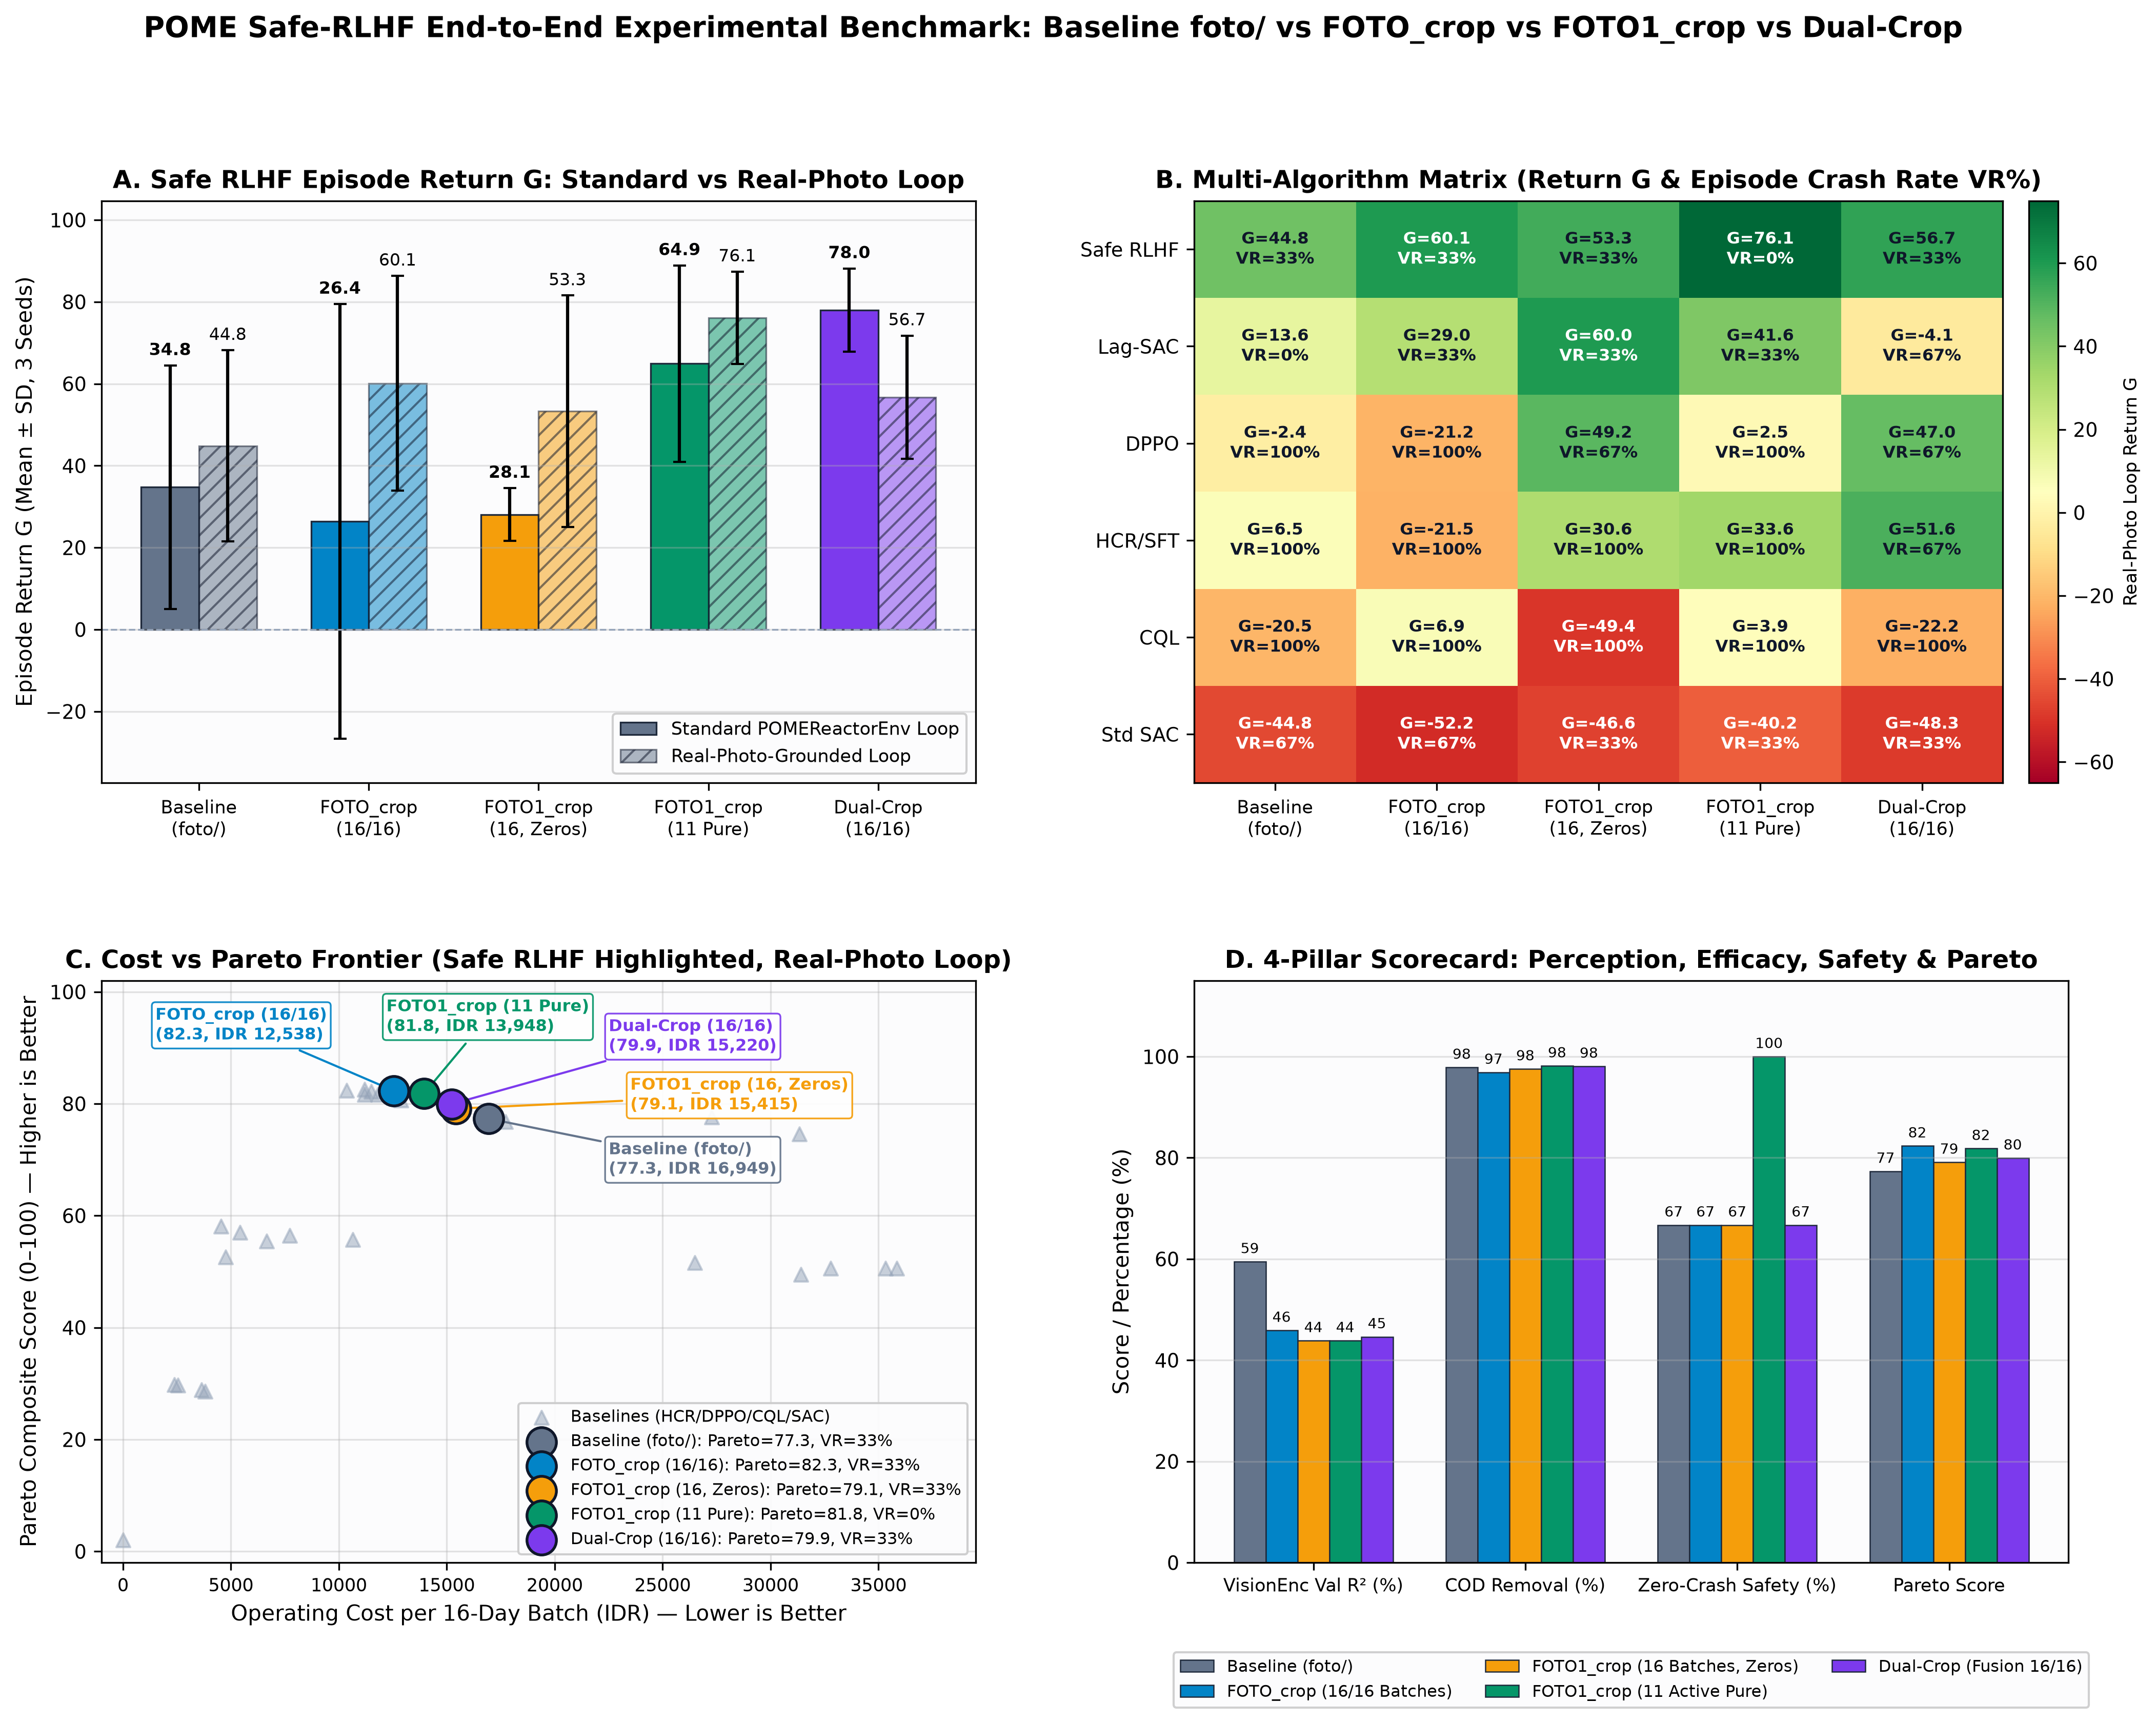 POME Safe-RLHF End-to-End Experimental Benchmark: Baseline foto/ vs FOTO_crop vs FOTO1_crop vs Dual-Crop
A. Safe RLHF Episode Return G: Standard vs Real-Photo Loop
Episode Return G (Mean ± SD, 3 Seeds)
100
80
60
40
20
0
−20
34.8
44.8
26.4
60.1
28.1
53.3
64.9
76.1
78.0
56.7
Standard POMEReactorEnv Loop
Real-Photo-Grounded Loop
Baseline
(foto/)
FOTO_crop
(16/16)
FOTO1_crop
(16, Zeros)
FOTO1_crop
(11 Pure)
Dual-Crop
(16/16)
B. Multi-Algorithm Matrix (Return G & Episode Crash Rate VR%)
Safe RLHF
G=44.8
VR=33%
G=60.1
VR=33%
G=53.3
VR=33%
G=76.1
VR=0%
G=56.7
VR=33%
Lag-SAC
G=13.6
VR=0%
G=29.0
VR=33%
G=60.0
VR=33%
G=41.6
VR=33%
G=-4.1
VR=67%
DPPO
G=-2.4
VR=100%
G=-21.2
VR=100%
G=49.2
VR=67%
G=2.5
VR=100%
G=47.0
VR=67%
HCR/SFT
G=6.5
VR=100%
G=-21.5
VR=100%
G=30.6
VR=100%
G=33.6
VR=100%
G=51.6
VR=67%
CQL
G=-20.5
VR=100%
G=6.9
VR=100%
G=-49.4
VR=100%
G=3.9
VR=100%
G=-22.2
VR=100%
Std SAC
G=-44.8
VR=67%
G=-52.2
VR=67%
G=-46.6
VR=33%
G=-40.2
VR=33%
G=-48.3
VR=33%
Baseline
(foto/)
FOTO_crop
(16/16)
FOTO1_crop
(16, Zeros)
FOTO1_crop
(11 Pure)
Dual-Crop
(16/16)
60
40
20
0
−20
−40
−60
Real-Photo Loop Return G
C. Cost vs Pareto Frontier (Safe RLHF Highlighted, Real-Photo Loop)
Pareto Composite Score (0–100) — Higher is Better
100
80
60
40
20
0
FOTO_crop (16/16)
(82.3, IDR 12,538)
FOTO1_crop (11 Pure)
(81.8, IDR 13,948)
Dual-Crop (16/16)
(79.9, IDR 15,220)
FOTO1_crop (16, Zeros)
(79.1, IDR 15,415)
Baseline (foto/)
(77.3, IDR 16,949)
Baselines (HCR/DPPO/CQL/SAC)
Baseline (foto/): Pareto=77.3, VR=33%
FOTO_crop (16/16): Pareto=82.3, VR=33%
FOTO1_crop (16, Zeros): Pareto=79.1, VR=33%
FOTO1_crop (11 Pure): Pareto=81.8, VR=0%
Dual-Crop (16/16): Pareto=79.9, VR=33%
0
5000
10000
15000
20000
25000
30000
35000
Operating Cost per 16-Day Batch (IDR) — Lower is Better
D. 4-Pillar Scorecard: Perception, Efficacy, Safety & Pareto
Score / Percentage (%)
100
80
60
40
20
0
59
46
44
44
45
98
97
98
98
98
67
67
67
100
67
77
82
79
82
80
VisionEnc Val R² (%)
COD Removal (%)
Zero-Crash Safety (%)
Pareto Score
Baseline (foto/)
FOTO_crop (16/16 Batches)
FOTO1_crop (16 Batches, Zeros)
FOTO1_crop (11 Active Pure)
Dual-Crop (Fusion 16/16)